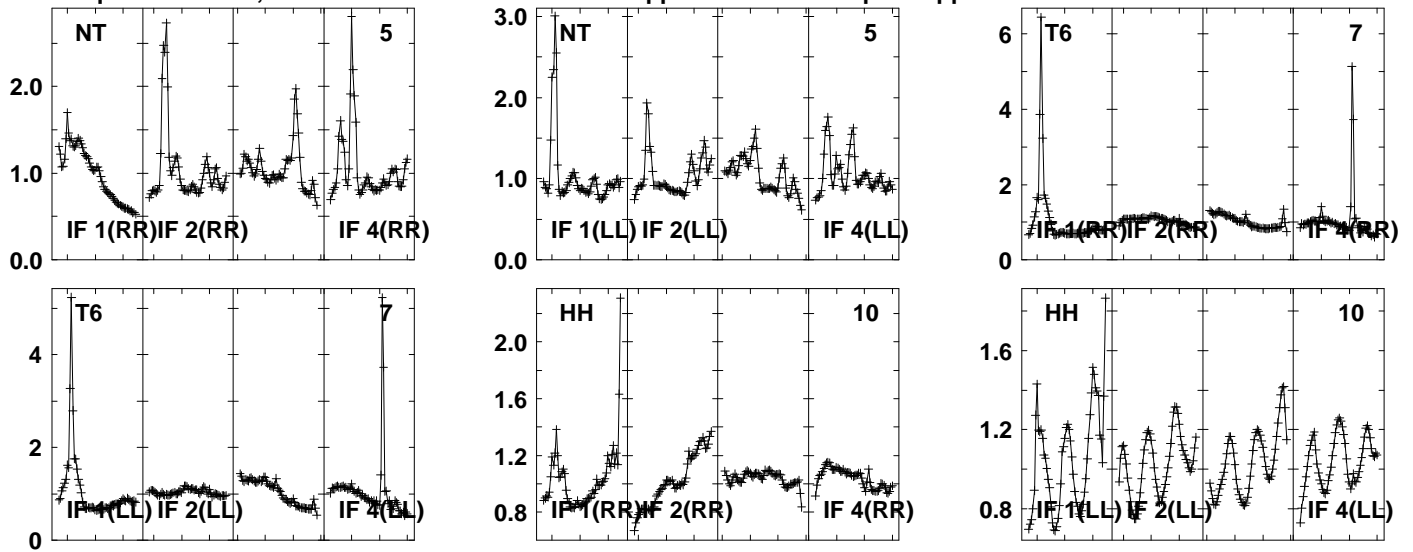 NT 5 NT 5 T6 7
3.0
6
2.0
2.0
4
1.0
1.0
2
IF 1(RR) IF 2(RR) IF 4(RR) IF 1(LL) IF 2(LL) IF 4(LL) IF 1(RR) IF 2(RR) IF 4(RR)
0.0 0.0 0
T6 7 HH 10 HH 10
4 2.0 1.6
1.6
2 1.2 1.2
IF 1(LL) IF 2(LL) IF 4(LL) 0.8 IF 1(RR) IF 2(RR) IF 4(RR) 0.8 IF 1(LL) IF 2(LL) IF 4(LL)
0